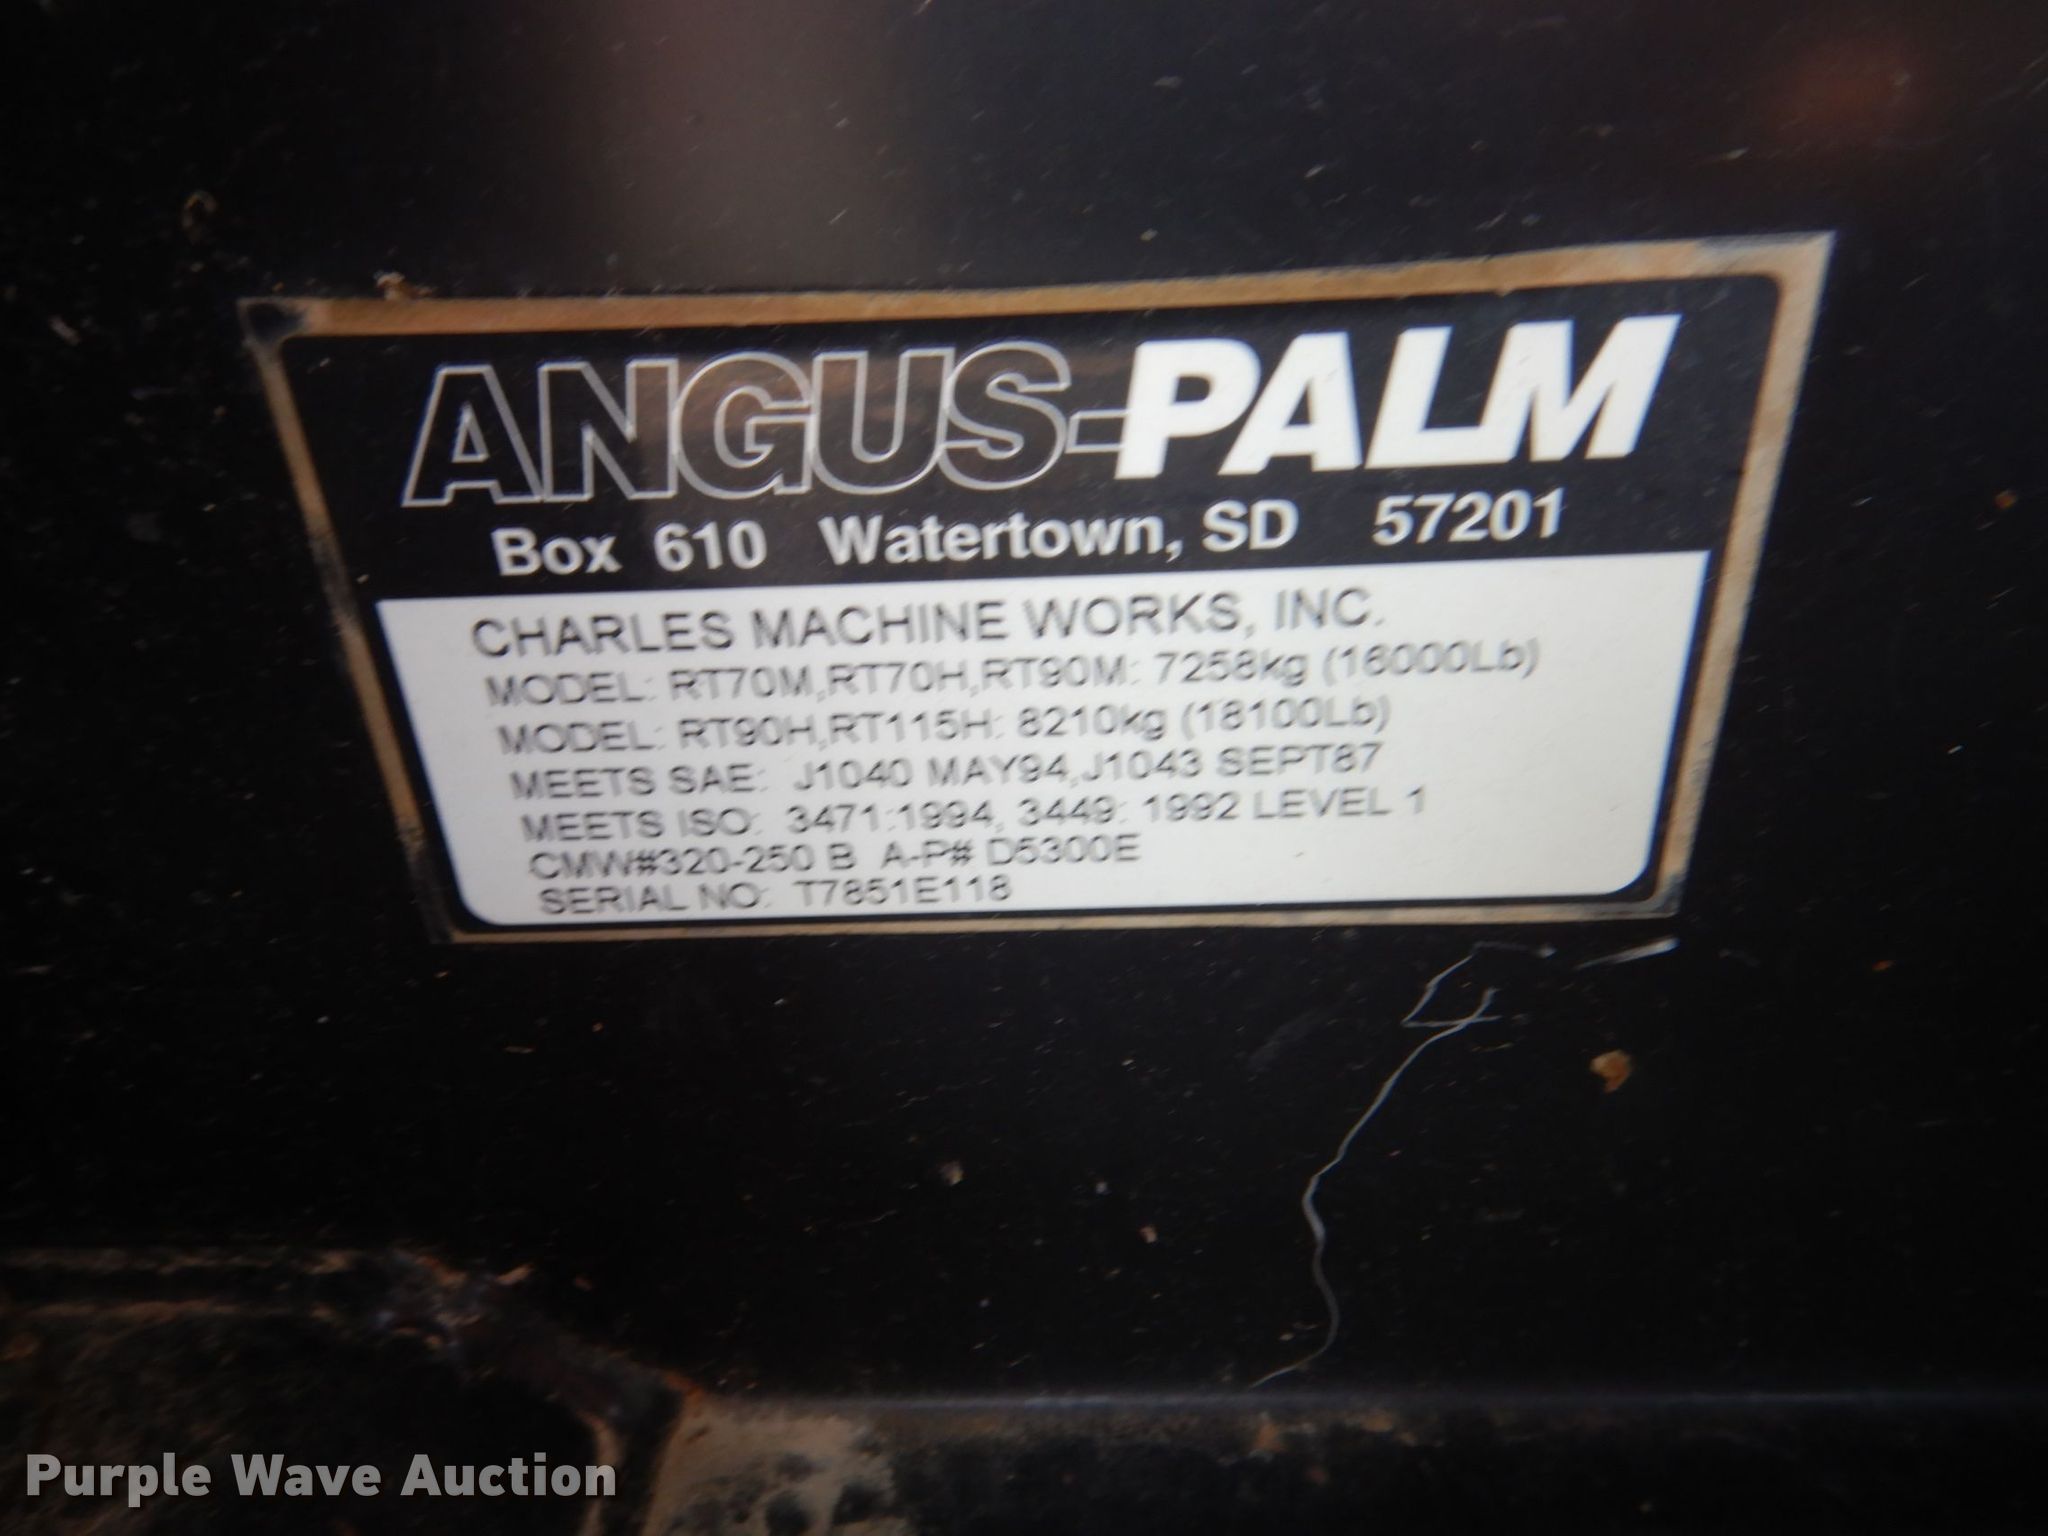 ANGUS-PALM
Box 610 Watertown, SD 57201
CHARLES MACHINE WORKS, INC.
MODEL: RT70M,RT70H,RT90M: 7258kg (16000Lb)
MODEL: RT90H,RT115H: 8210kg (18100Lb)
MEETS SAE: J1040 MAY94,J1043 SEPT87
MEETS ISO: 3471:1994, 3449: 1992 LEVEL 1
CMW#320-250 B A-P# D5300E
SERIAL NO: T7851E118
Purple Wave Auction